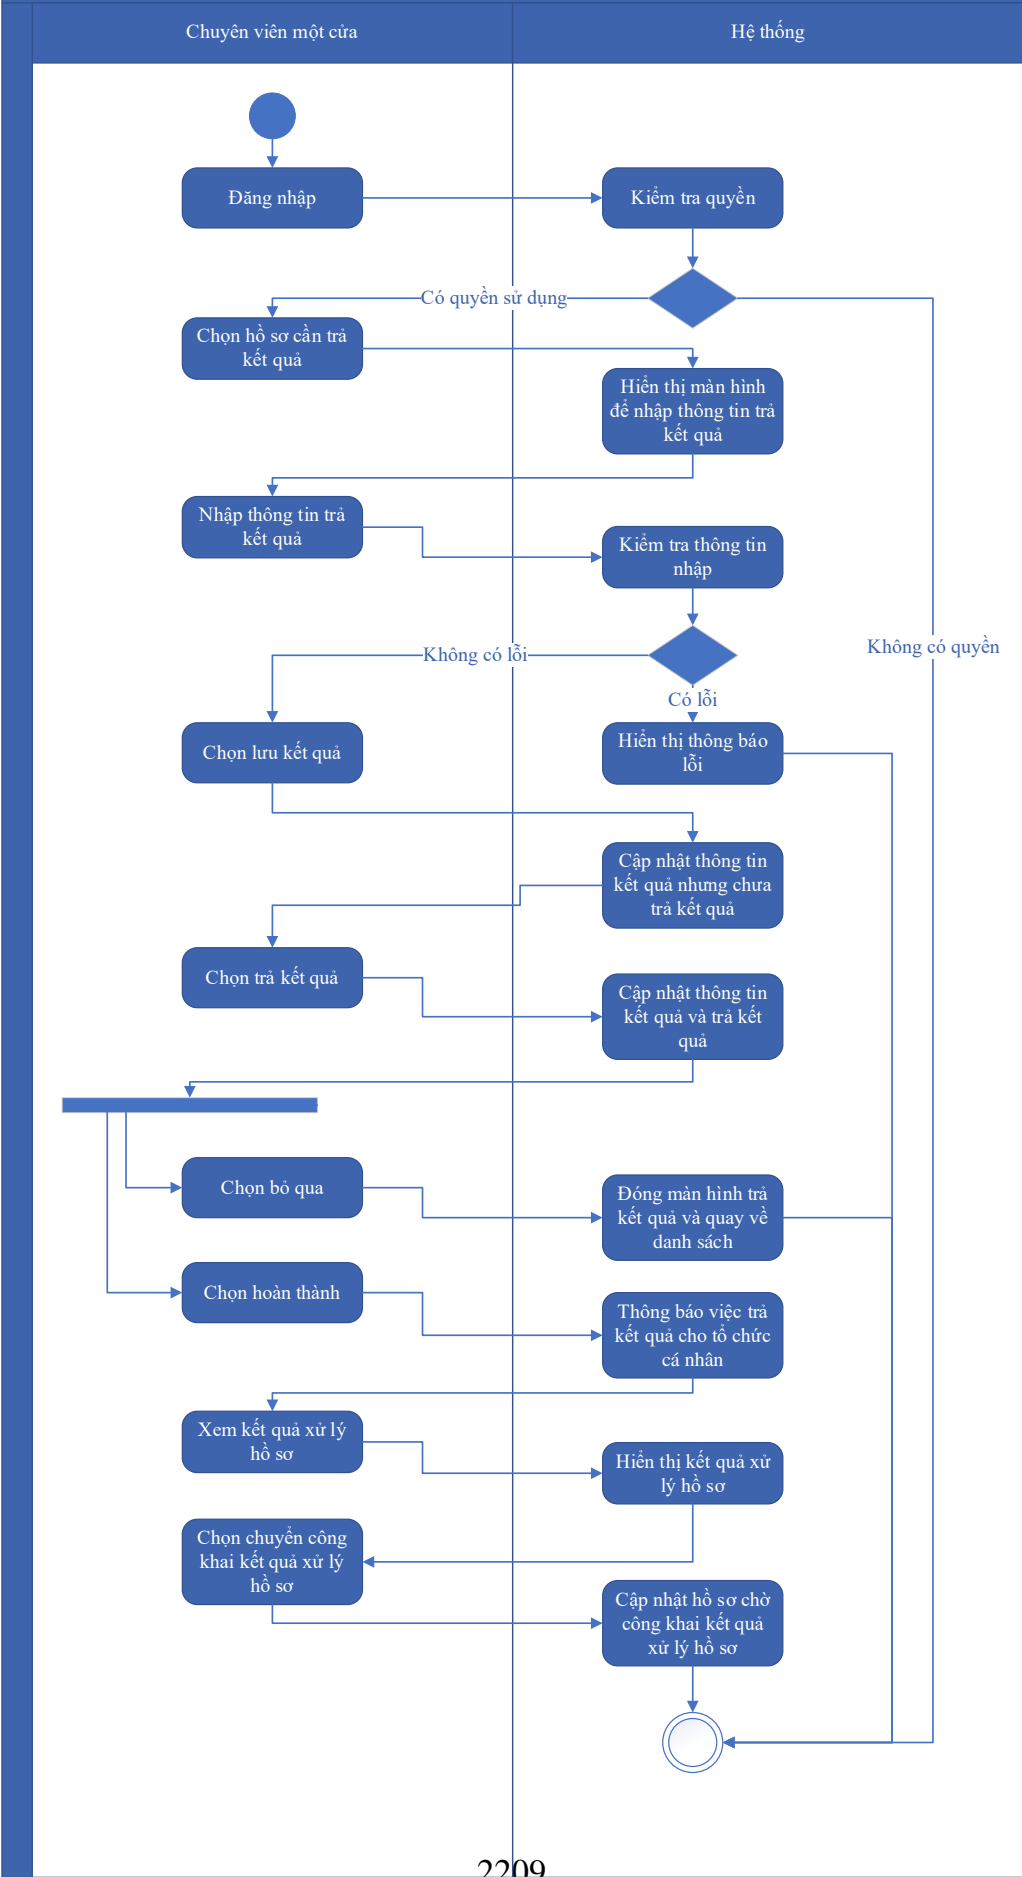 Chuyên viên một cửa
Hệ thống
Đăng nhập
Kiểm tra quyền
Có quyền sử dụng
Chọn hồ sơ cần trả
kết quả
Hiển thị màn hình
để nhập thông tin trả
kết quả
Nhập thông tin trả
kết quả
Kiểm tra thông tin
nhập
Không có quyền
Không có lỗi
Có lỗi
Chọn lưu kết quả
Hiển thị thông báo
lỗi
Cập nhật thông tin
kết quả nhưng chưa
trả kết quả
Chọn trả kết quả
Cập nhật thông tin
kết quả và trả kết
quả
Chọn bỏ qua
Đóng màn hình trả
kết quả và quay về
danh sách
Chọn hoàn thành
Thông báo việc trả
kết quả cho tổ chức
cá nhân
Xem kết quả xử lý
hồ sơ
Hiển thị kết quả xử
lý hồ sơ
Chọn chuyển công
khai kết quả xử lý
hồ sơ
Cập nhật hồ sơ chờ
công khai kết quả
xử lý hồ sơ
2209